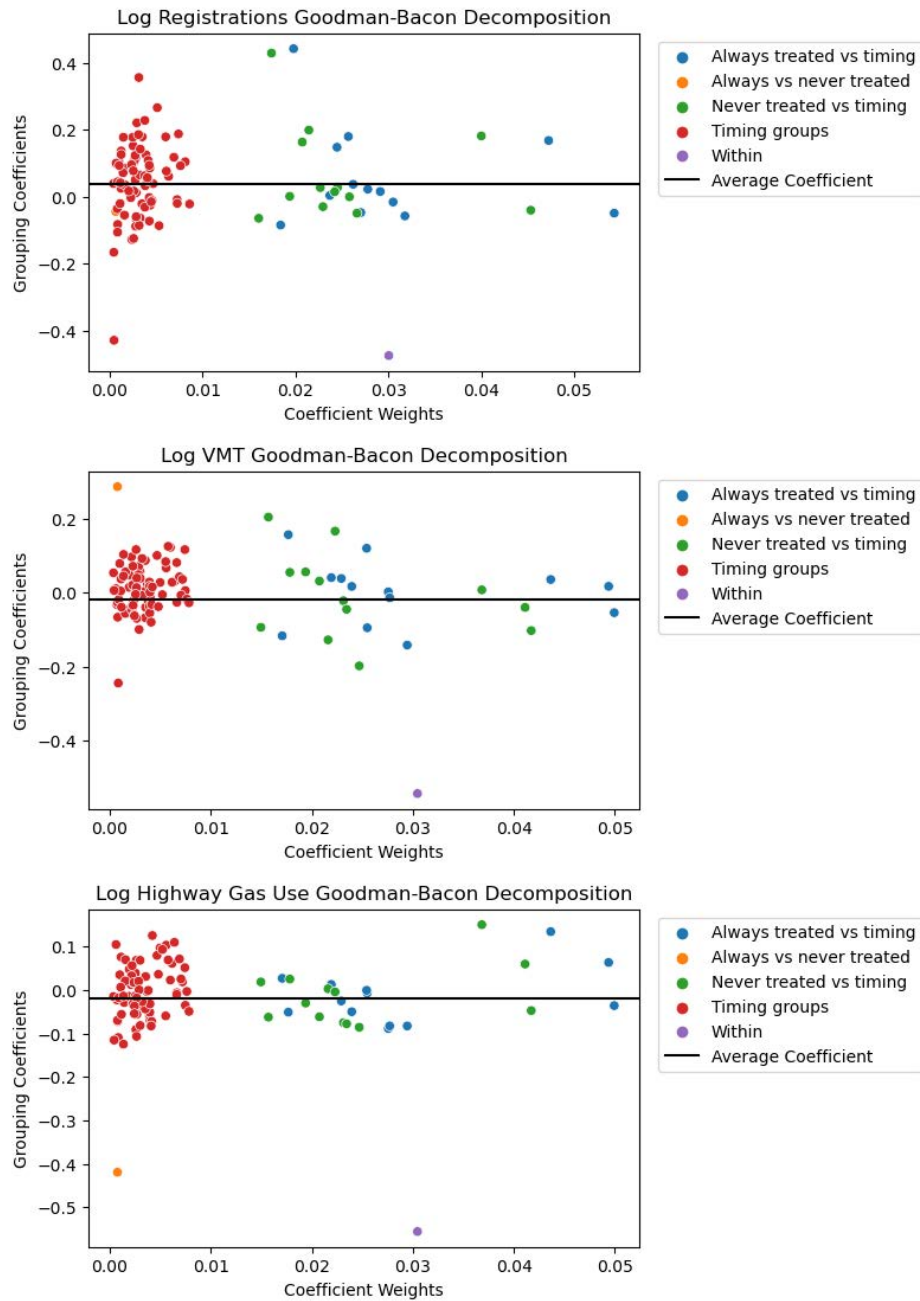 Log Registrations Goodman-Bacon Decomposition
0.4
0.2
0.0
−0.2
−0.4
Grouping Coefficients
0.00 0.01 0.02 0.03 0.04 0.05
Coefficient Weights
Always treated vs timing
Always vs never treated
Never treated vs timing
Timing groups
Within
Average Coefficient
Log VMT Goodman-Bacon Decomposition
0.2
0.0
−0.2
−0.4
Grouping Coefficients
0.00 0.01 0.02 0.03 0.04 0.05
Coefficient Weights
Always treated vs timing
Always vs never treated
Never treated vs timing
Timing groups
Within
Average Coefficient
Log Highway Gas Use Goodman-Bacon Decomposition
0.1
0.0
−0.1
−0.2
−0.3
−0.4
−0.5
Grouping Coefficients
0.00 0.01 0.02 0.03 0.04 0.05
Coefficient Weights
Always treated vs timing
Always vs never treated
Never treated vs timing
Timing groups
Within
Average Coefficient